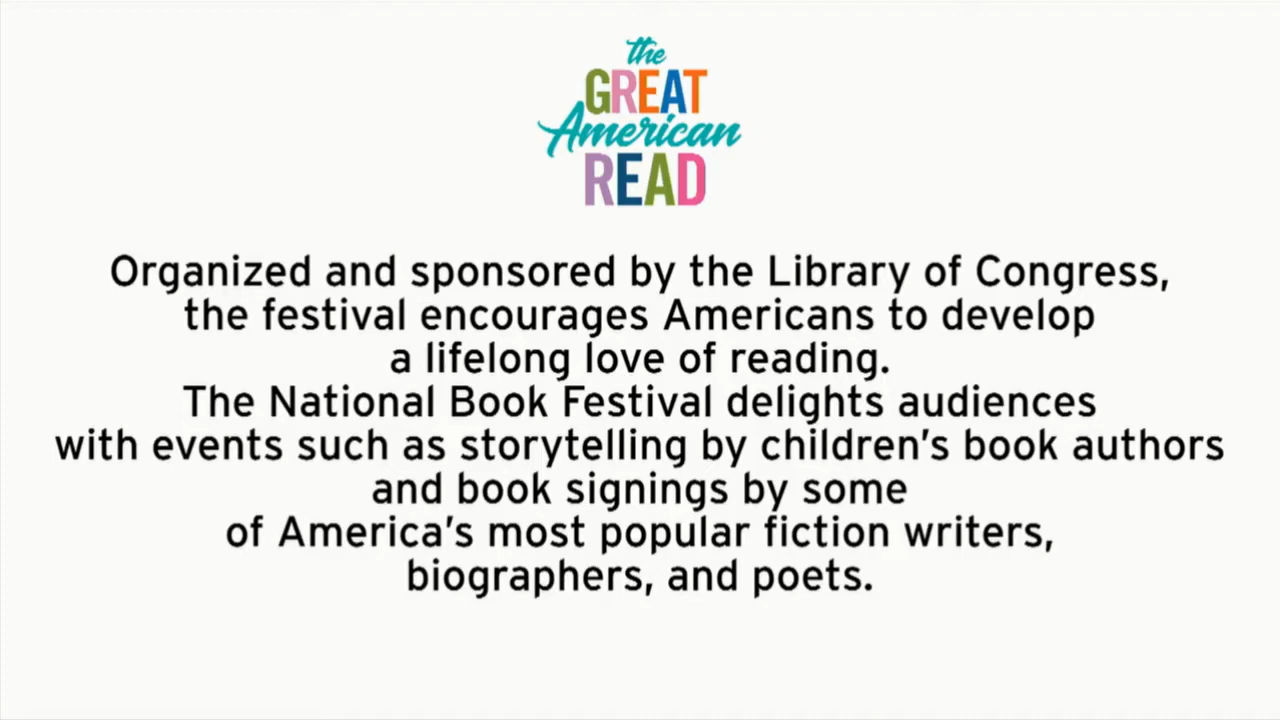 the
GREAT
American
READ
Organized and sponsored by the Library of Congress,
the festival encourages Americans to develop
a lifelong love of reading.
The National Book Festival delights audiences
with events such as storytelling by children’s book authors
and book signings by some
of America’s most popular fiction writers,
biographers, and poets.